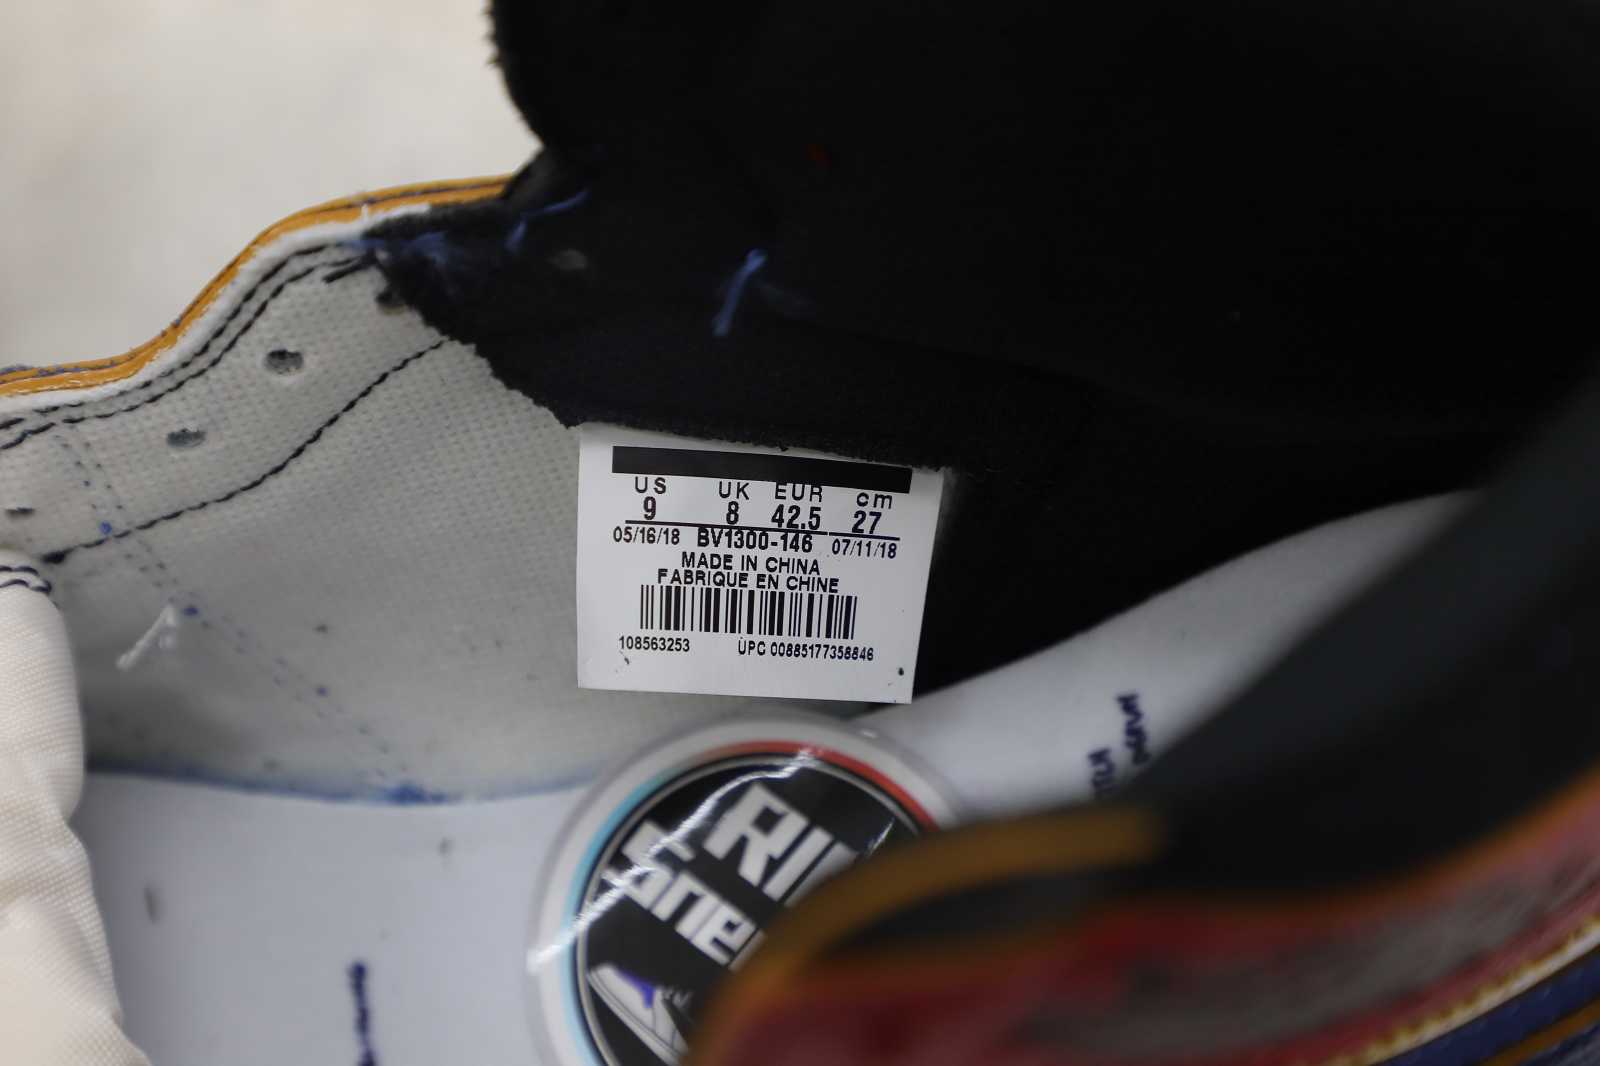 US UK EUR cm
9 8 42.5 27
05/16/18 BV1300-146 07/11/18
MADE IN CHINA
FABRIQUE EN CHINE
108563253 UPC 00885177358846